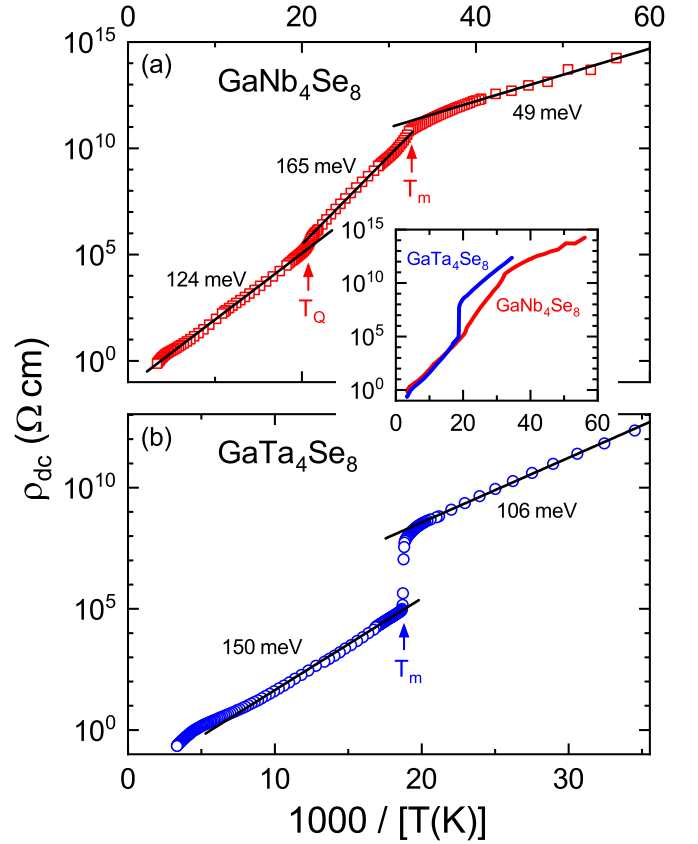 0 20 40 60
10^15
(a) GaNb₄Se₈
49 meV
10^10
165 meV
T_m
10^15
GaTa₄Se₈
10^10
GaNb₄Se₈
10^5
124 meV
T_Q
10^5
10^0
10^0
0 20 40 60
ρ_dc (Ω cm)
(b)
GaTa₄Se₈
10^10
106 meV
10^5
150 meV
T_m
10^0
0 10 20 30
1000 / [T(K)]